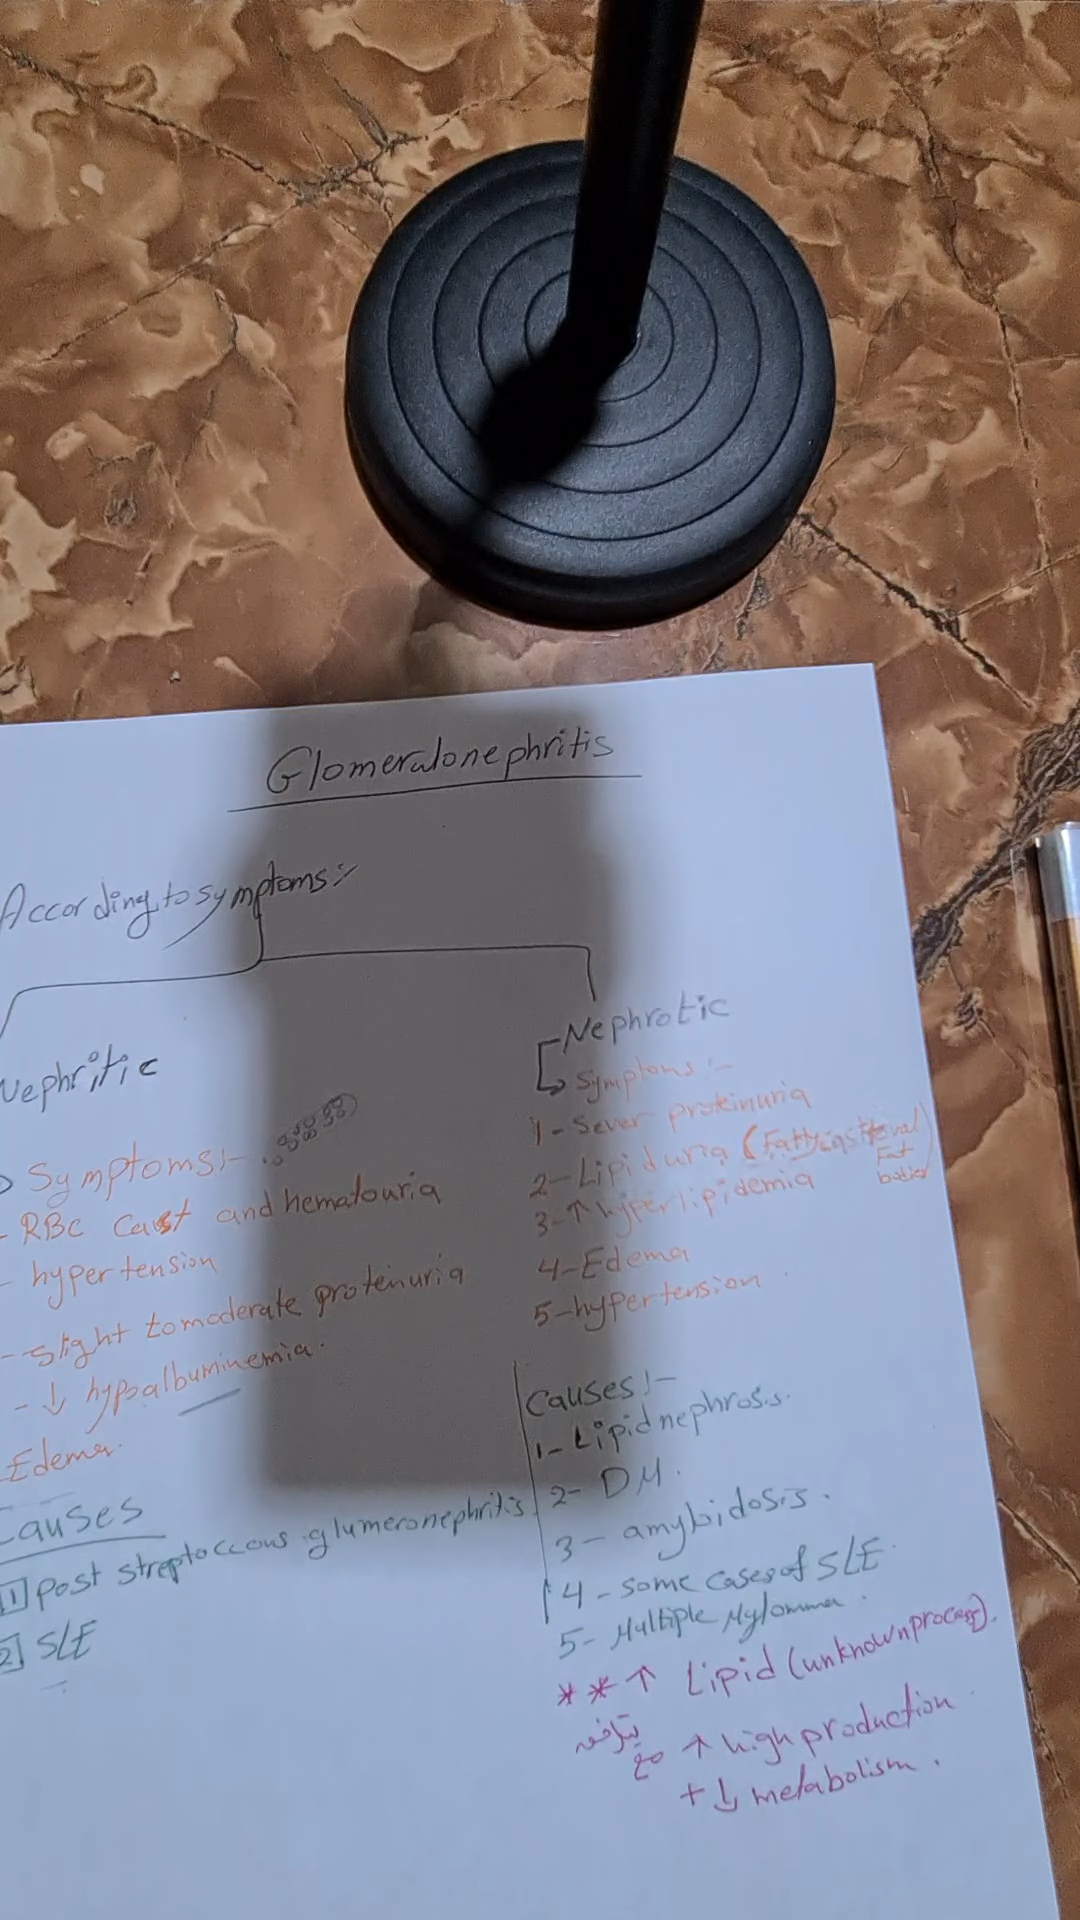 Glomeralonephritis
According to symptoms:-
Nephritic
Symptoms:-
- RBc Cast and hematouria
- hypertension
- slight to moderate proteinuria
- ↓ hypoalbuminemia.
Edema.
Causes
1 post streptoccous glumeronephritis
2 SLE
Nephrotic
Symptoms:-
1- Sever proteinuria
2- Lipiduria (Fatty cast + oval
Fat
bodies)
3- ↑ hyperlipidemia
4- Edema
5- hypertension
Causes:-
1- Lipid nephrosis.
2- DM.
3- amyloidosis.
4- some cases of SLE
5- Multiple Mylomma.
** ↑ Lipid (unknown process).
↑ high production
+ ↓ metabolism.